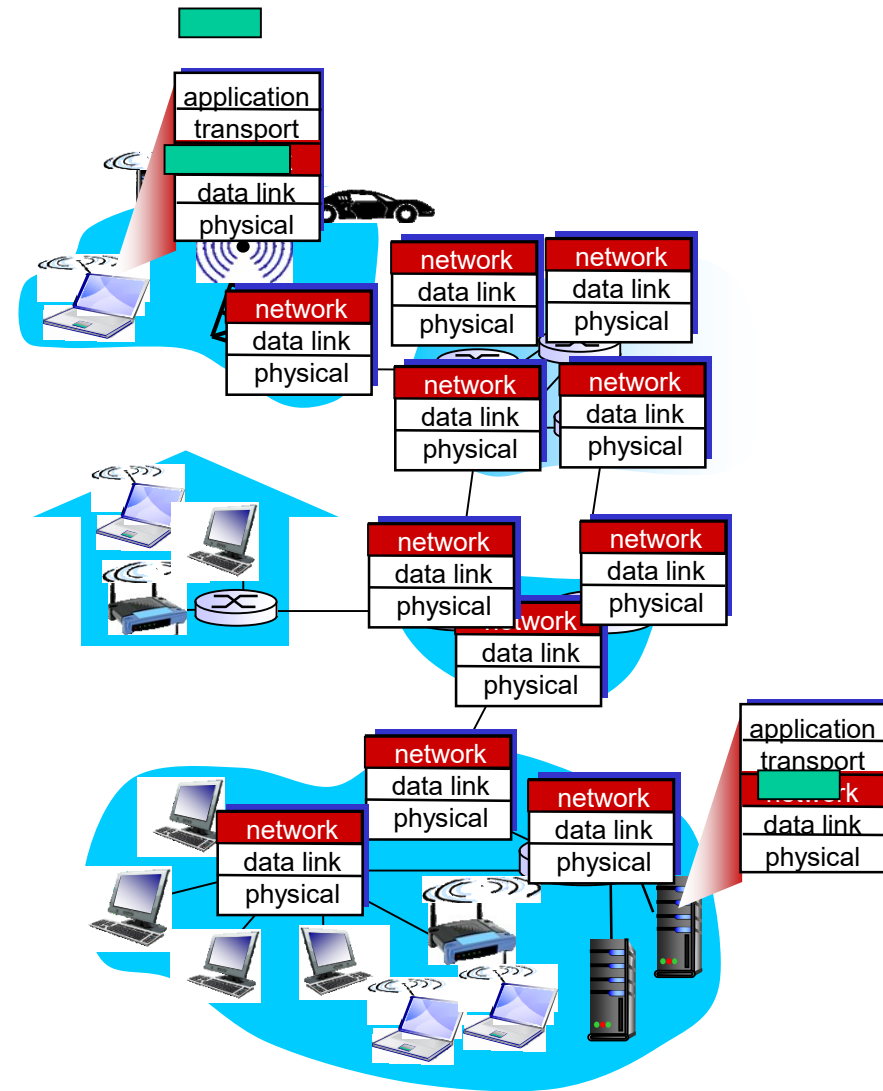 application
transport
data link
physical
network
data link
physical
network
data link
physical
network
data link
physical
network
data link
physical
network
data link
physical
network
data link
physical
network
data link
physical
network
data link
physical
application
transport
network
data link
physical
network
data link
physical
network
data link
physical
network
data link
physical